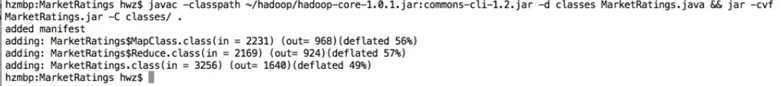 hzmbp:MarketRatings hwz$ javac -classpath ~/hadoop/hadoop-core-1.0.1.jar:commons-cli-1.2.jar -d classes MarketRatings.java && jar -cvf
MarketRatings.jar -C classes/ .
added manifest
adding: MarketRatings$MapClass.class(in = 2231) (out= 968)(deflated 56%)
adding: MarketRatings$Reduce.class(in = 2169) (out= 924)(deflated 57%)
adding: MarketRatings.class(in = 3256) (out= 1640)(deflated 49%)
hzmbp:MarketRatings hwz$